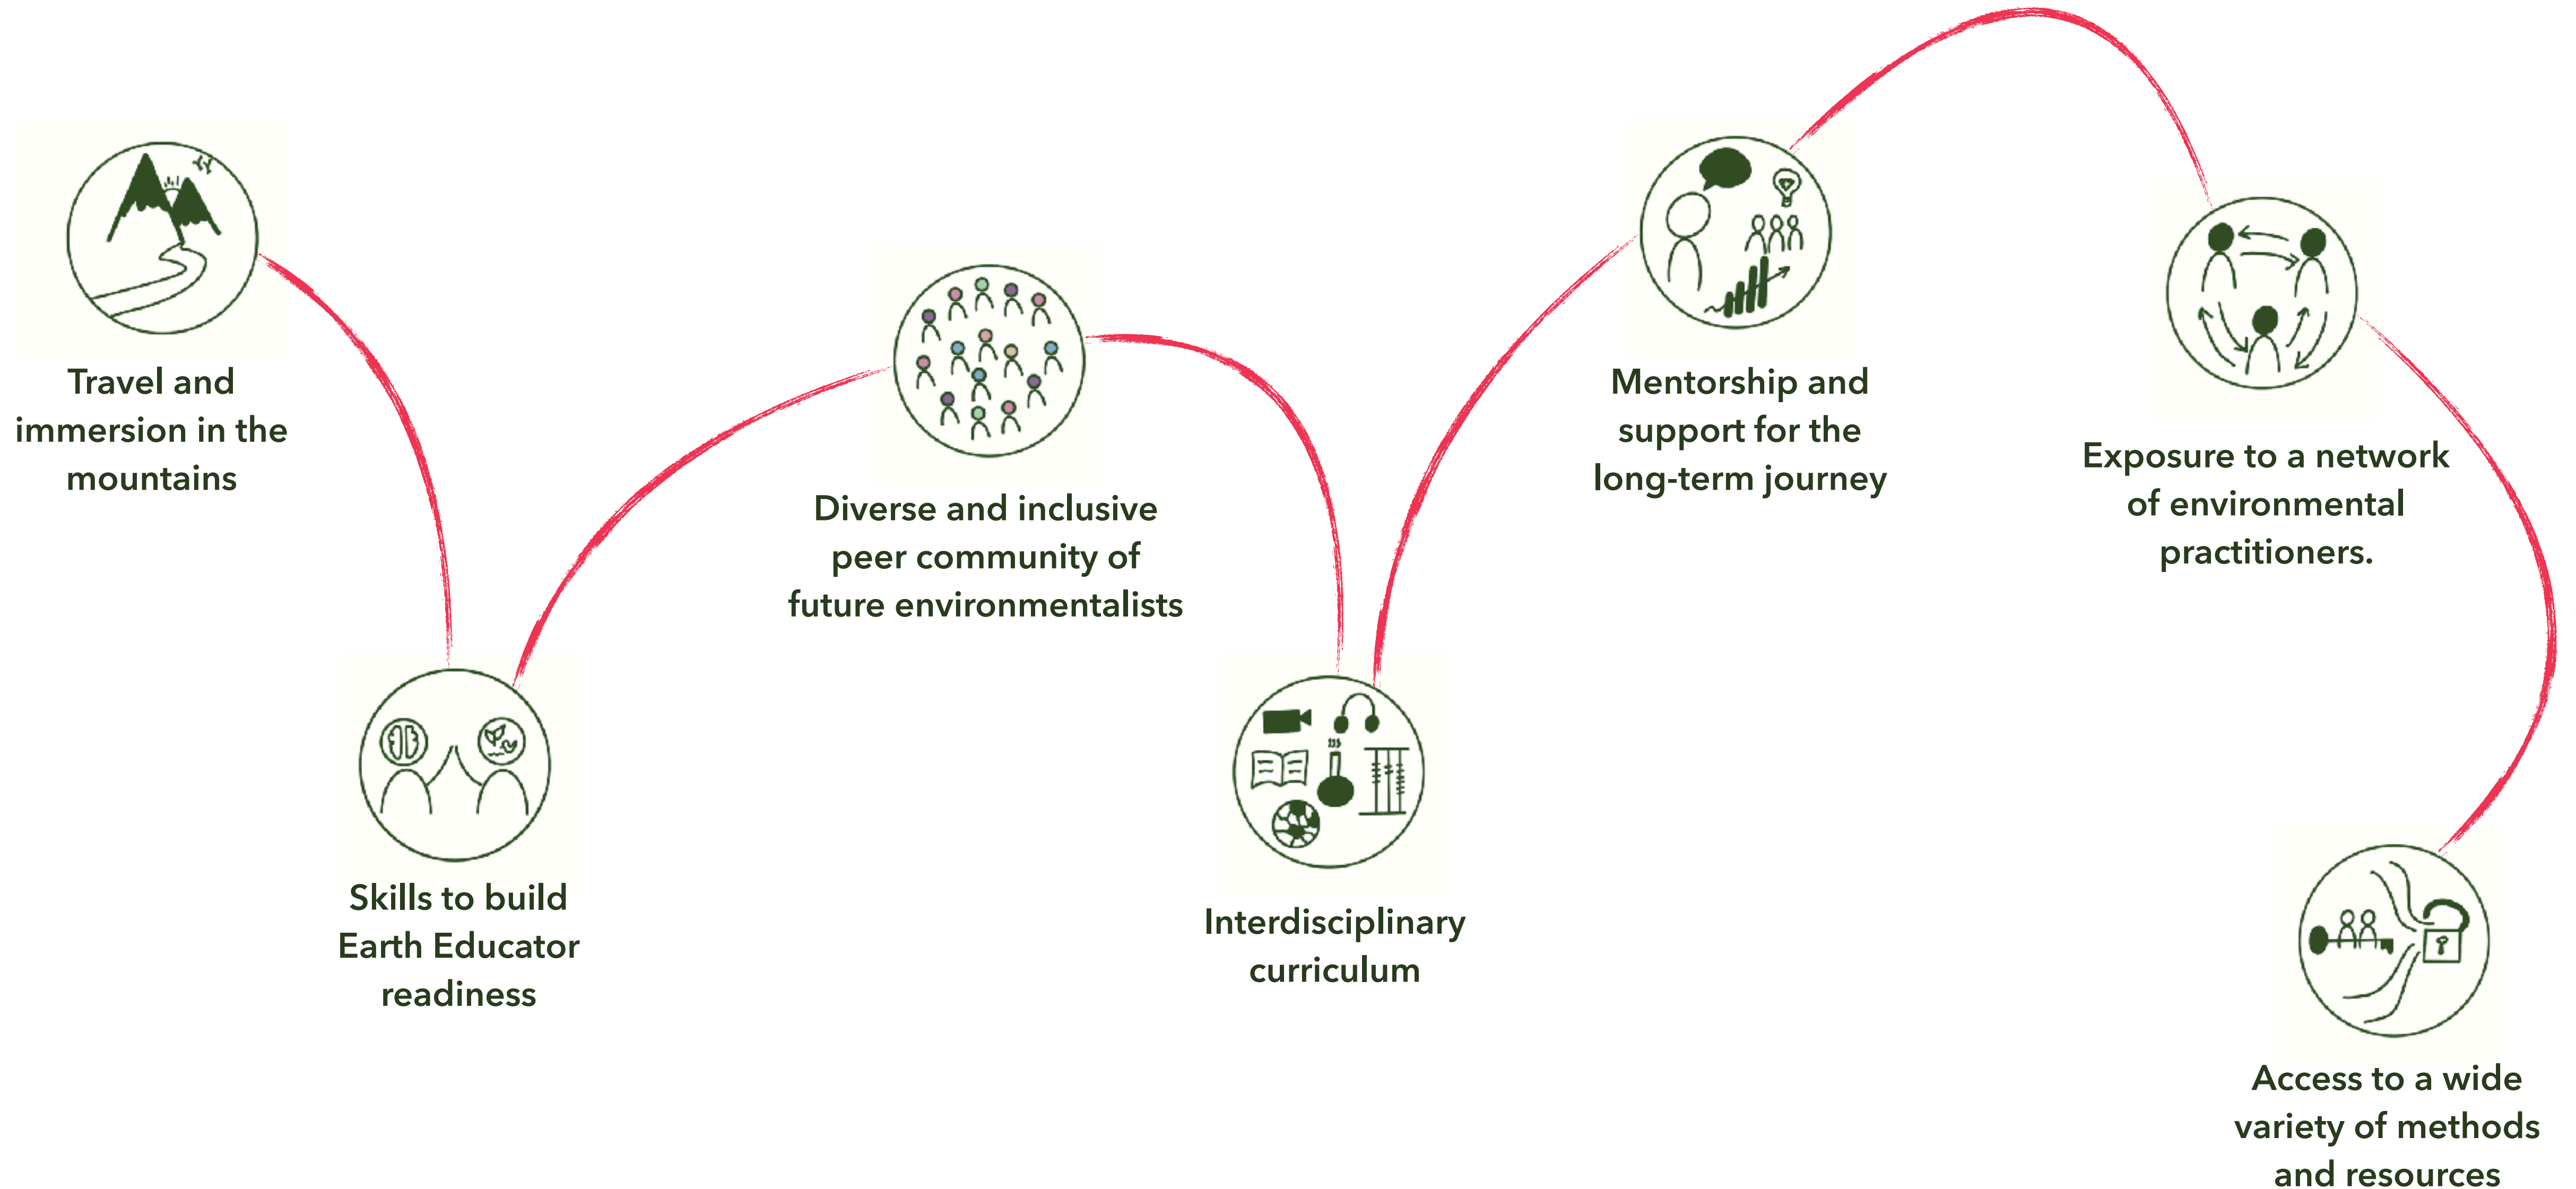 Travel and
immersion in the
mountains
Skills to build
Earth Educator
readiness
Diverse and inclusive
peer community of
future environmentalists
Interdisciplinary
curriculum
Mentorship and
support for the
long-term journey
Exposure to a network
of environmental
practitioners.
Access to a wide
variety of methods
and resources